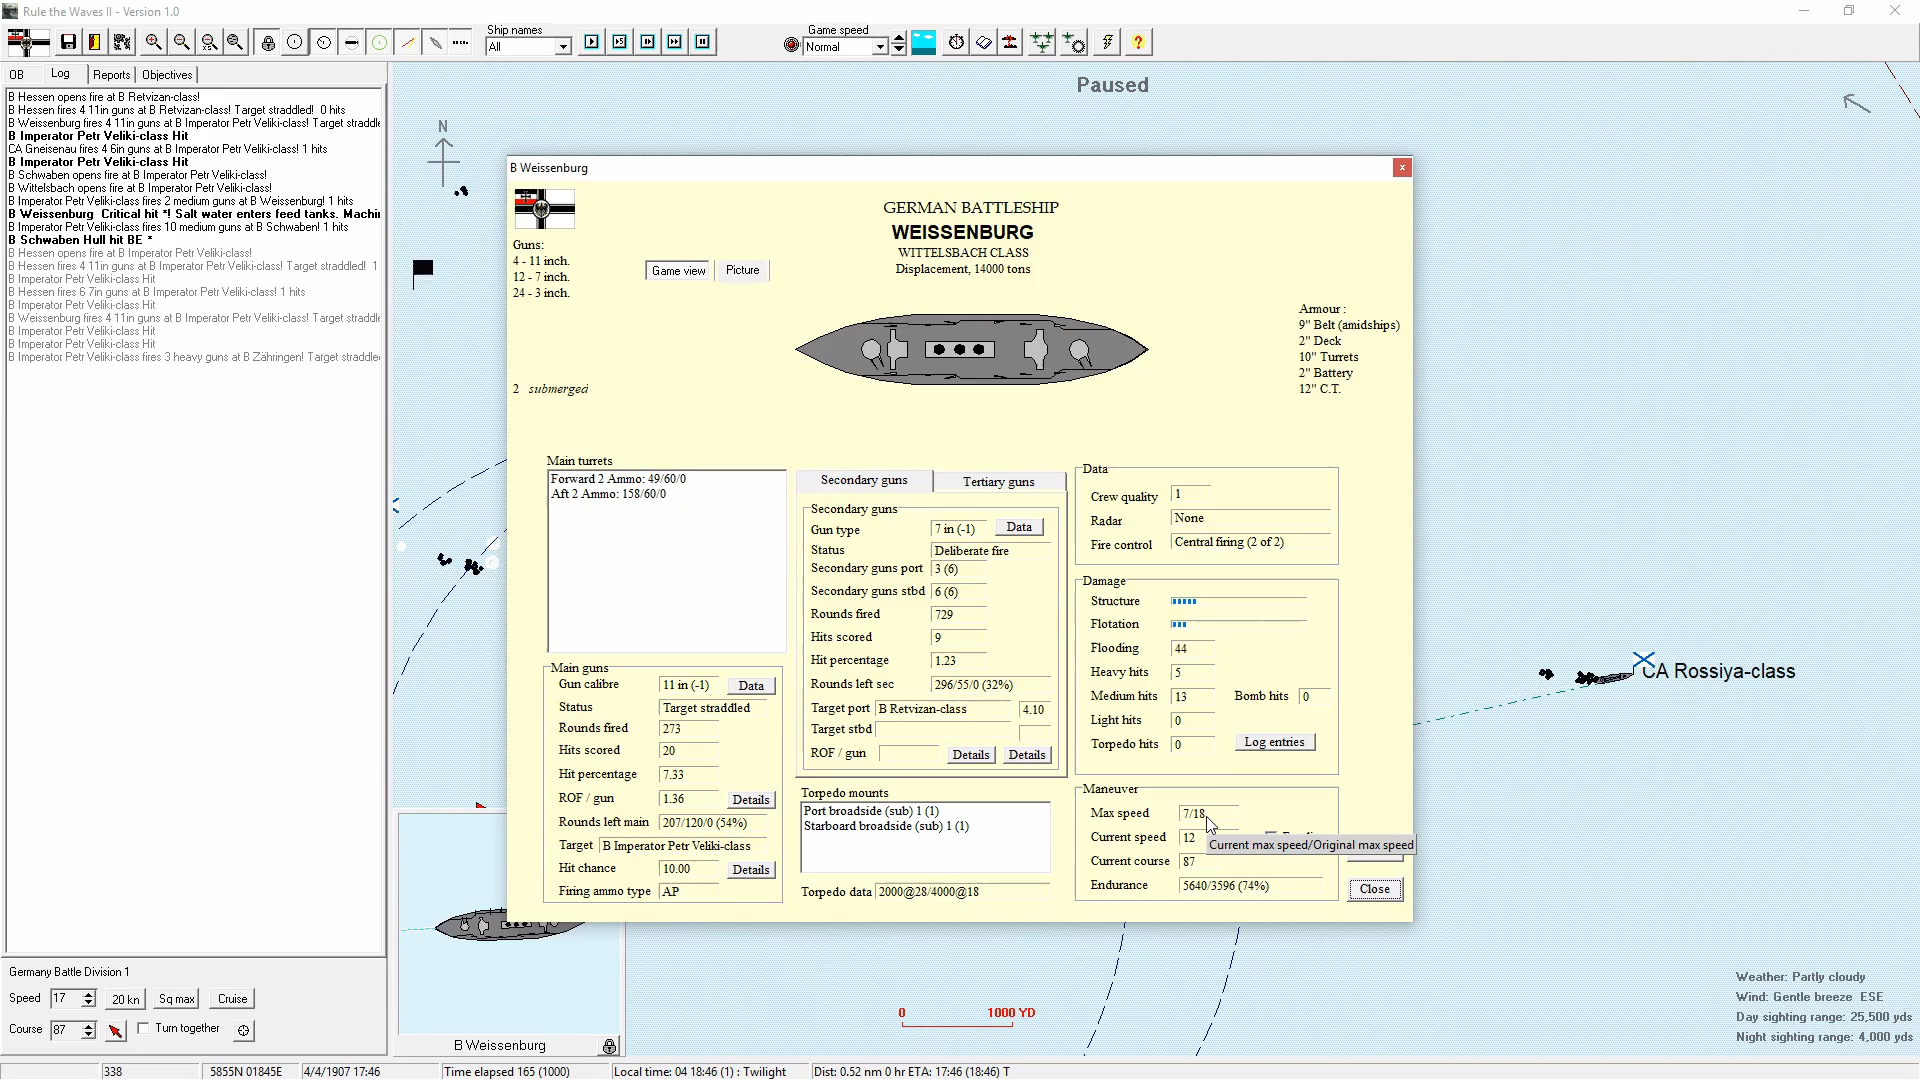 Rule the Waves II - Version 1.0
Ship names
All
Game speed
Normal
OB
Log
Reports
Objectives
B Hessen opens fire at B Retvizan-class!
B Hessen fires 4 11in guns at B Retvizan-class! Target straddled!  0 hits
B Weissenburg fires 4 11in guns at B Imperator Petr Veliki-class! Target straddle
B Imperator Petr Veliki-class Hit
CA Gneisenau fires 4 6in guns at B Imperator Petr Veliki-class! 1 hits
B Imperator Petr Veliki-class Hit
B Schwaben opens fire at B Imperator Petr Veliki-class!
B Wittelsbach opens fire at B Imperator Petr Veliki-class!
B Imperator Petr Veliki-class fires 2 medium guns at B Weissenburg! 1 hits
B Weissenburg  Critical hit *! Salt water enters feed tanks. Machin
B Imperator Petr Veliki-class fires 10 medium guns at B Schwaben! 1 hits
B Schwaben Hull hit BE *
B Hessen opens fire at B Imperator Petr Veliki-class!
B Hessen fires 4 11in guns at B Imperator Petr Veliki-class! Target straddled!  1
B Imperator Petr Veliki-class Hit
B Hessen fires 6 7in guns at B Imperator Petr Veliki-class! 1 hits
B Imperator Petr Veliki-class Hit
B Weissenburg fires 4 11in guns at B Imperator Petr Veliki-class! Target straddle
B Imperator Petr Veliki-class Hit
B Imperator Petr Veliki-class Hit
B Imperator Petr Veliki-class fires 3 heavy guns at B Zähringen! Target straddle
Paused
N
B Weissenburg
GERMAN BATTLESHIP
WEISSENBURG
WITTELSBACH CLASS
Displacement, 14000 tons
Guns:
4 - 11 inch.
12 - 7 inch.
24 - 3 inch.
Game view
Picture
2 submerged
Armour :
9" Belt (amidships)
2" Deck
10" Turrets
2" Battery
12" C.T.
Main turrets
Forward 2 Ammo: 49/60/0
Aft 2 Ammo: 158/60/0
Main guns
Gun calibre 11 in (-1) Data
Status Target straddled
Rounds fired 273
Hits scored 20
Hit percentage 7.33
ROF / gun 1.36 Details
Rounds left main 207/120/0 (54%)
Target B Imperator Petr Veliki-class
Hit chance 10.00 Details
Firing ammo type AP
Secondary guns
Tertiary guns
Secondary guns
Gun type 7 in (-1) Data
Status Deliberate fire
Secondary guns port 3 (6)
Secondary guns stbd 6 (6)
Rounds fired 729
Hits scored 9
Hit percentage 1.23
Rounds left sec 296/55/0 (32%)
Target port B Retvizan-class 4.10
Target stbd
ROF / gun Details Details
Torpedo mounts
Port broadside (sub) 1 (1)
Starboard broadside (sub) 1 (1)
Torpedo data 2000@28/4000@18
Data
Crew quality 1
Radar None
Fire control Central firing (2 of 2)
Damage
Structure
Flotation
Flooding 44
Heavy hits 5
Medium hits 13 Bomb hits 0
Light hits 0
Torpedo hits 0 Log entries
Maneuver
Max speed 7/18
Current speed 12
Current max speed/Original max speed
Current course 87
Endurance 5640/3596 (74%)
Close
CA Rossiya-class
Germany Battle Division 1
Speed 17 20 kn Sq max Cruise
Course 87 Turn together
B Weissenburg
0 1000 YD
Weather: Partly cloudy
Wind: Gentle breeze  ESE
Day sighting range: 25,500 yds
Night sighting range: 4,000 yds
338 5855N 01845E 4/4/1907 17:46 Time elapsed 165 (1000) Local time: 04 18:46 (1) : Twilight Dist: 0.52 nm 0 hr ETA: 17:46 (18:46) T